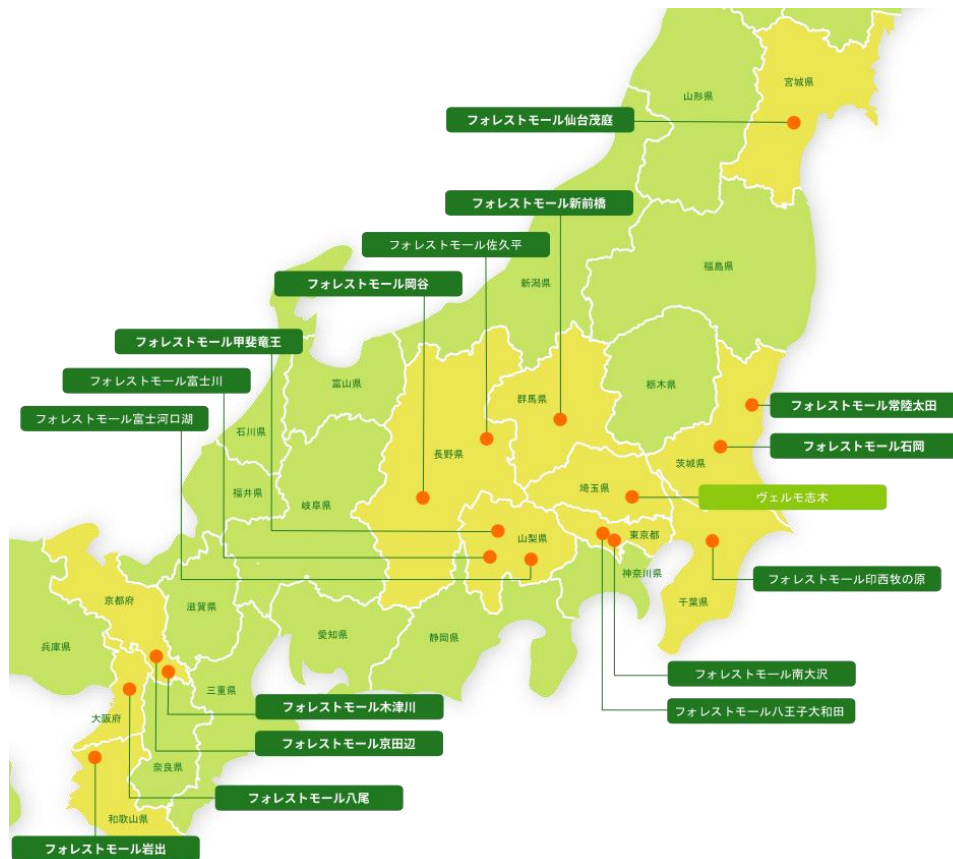 宮城県
山形県
フォレストモール仙台茂庭
フォレストモール新前橋
フォレストモール佐久平
福島県
フォレストモール岡谷
新潟県
フォレストモール甲斐竜王
フォレストモール富士川
富山県
栃木県
群馬県
フォレストモール常陸太田
フォレストモール富士河口湖
石川県
フォレストモール石岡
長野県
茨城県
福井県
岐阜県
埼玉県
ヴェルモ志木
山梨県
東京都
神奈川県
フォレストモール印西牧の原
京都府
滋賀県
千葉県
愛知県
静岡県
兵庫県
フォレストモール南大沢
三重県
フォレストモール木津川
フォレストモール八王子大和田
大阪府
フォレストモール京田辺
奈良県
フォレストモール八尾
和歌山県
フォレストモール岩出